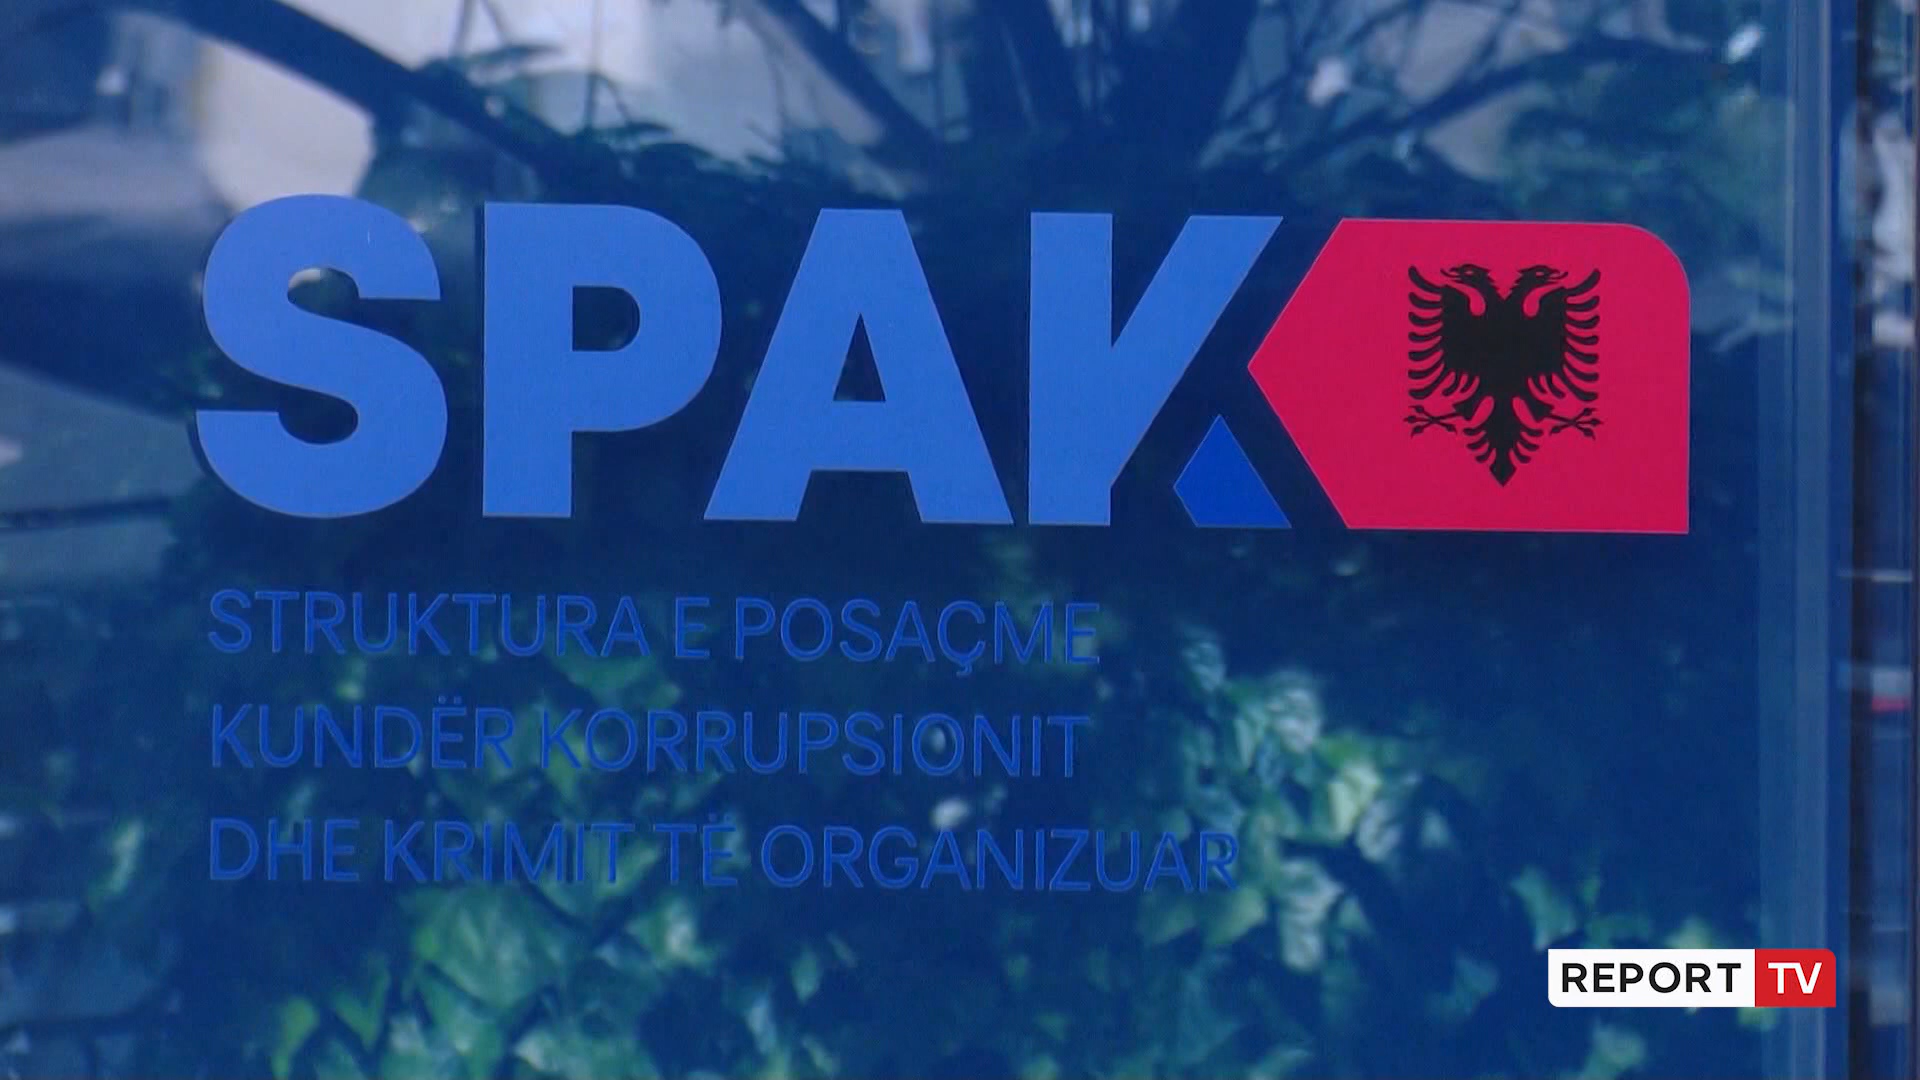 SPAK
STRUKTURA E POSAÇME
KUNDËR KORRUPSIONIT
DHE KRIMIT TË ORGANIZUAR
REPORT TV